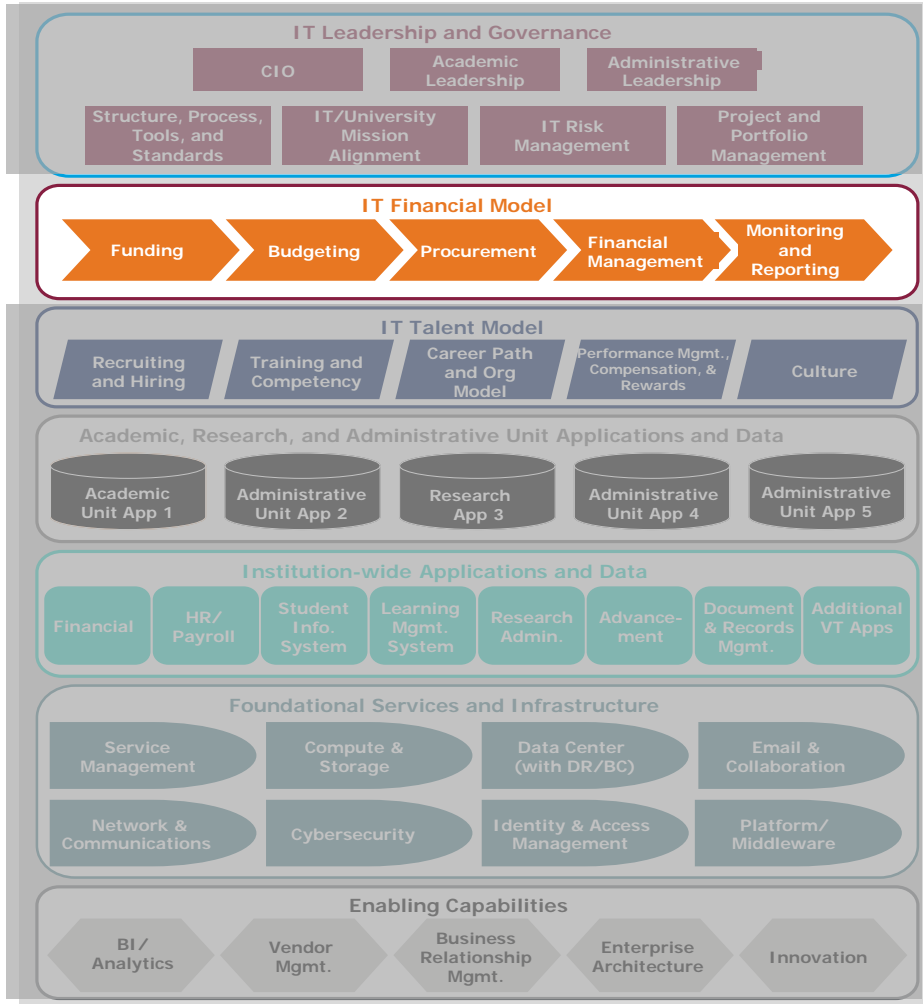 IT Leadership and Governance
CIO
Academic
Leadership
Administrative
Leadership
Structure, Process,
Tools, and
Standards
IT/University
Mission
Alignment
IT Risk
Management
Project and
Portfolio
Management
IT Financial Model
Funding
Budgeting
Procurement
Financial
Management
Monitoring
and
Reporting
IT Talent Model
Recruiting
and Hiring
Training and
Competency
Career Path
and Org
Model
Performance Mgmt.,
Compensation, &
Rewards
Culture
Academic, Research, and Administrative Unit Applications and Data
Academic
Unit App 1
Administrative
Unit App 2
Research
App 3
Administrative
Unit App 4
Administrative
Unit App 5
Institution-wide Applications and Data
Financial
HR/
Payroll
Student
Info.
System
Learning
Mgmt.
System
Research
Admin.
Advance-
ment
Document
& Records
Mgmt.
Additional
VT Apps
Foundational Services and Infrastructure
Service
Management
Compute &
Storage
Data Center
(with DR/BC)
Email &
Collaboration
Network &
Communications
Cybersecurity
Identity & Access
Management
Platform/
Middleware
Enabling Capabilities
BI/
Analytics
Vendor
Mgmt.
Business
Relationship
Mgmt.
Enterprise
Architecture
Innovation